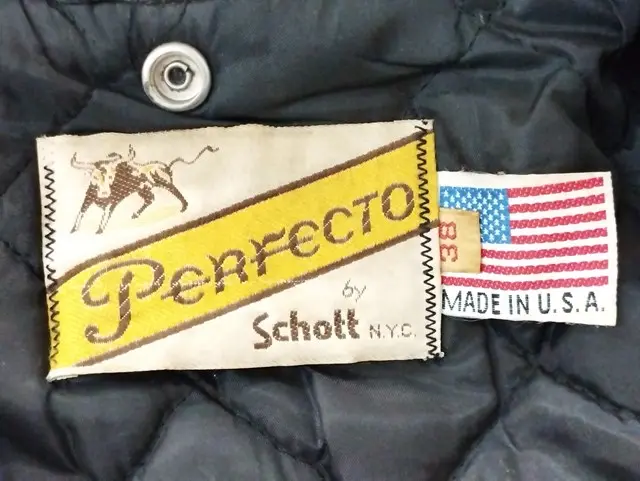 PERFECTO
by
Schott N.Y.C.
38
MADE IN U.S.A.